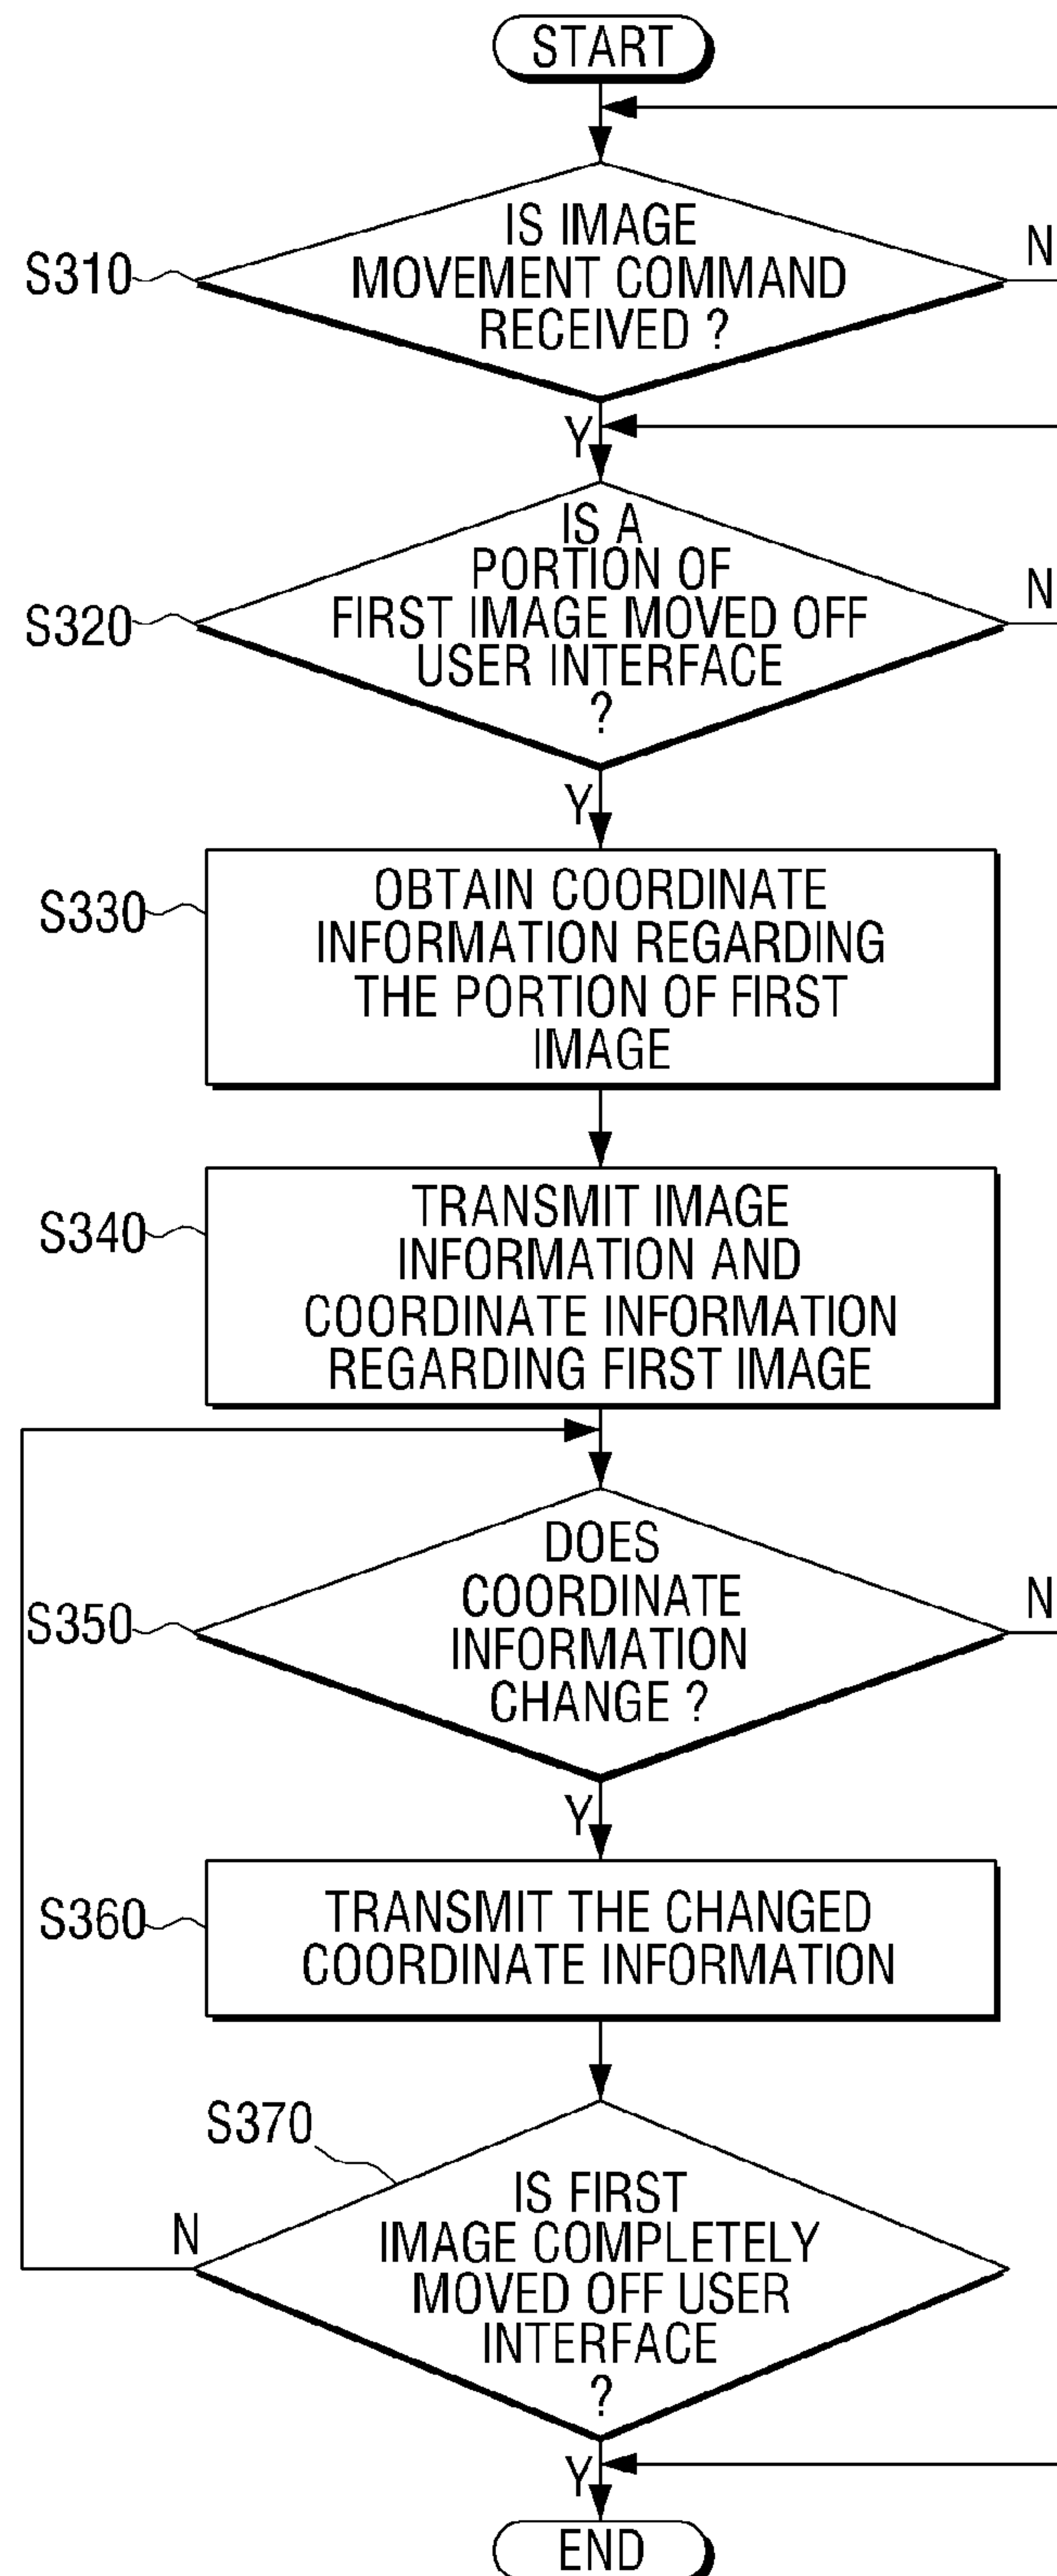 START
IS IMAGE
MOVEMENT COMMAND
RECEIVED ?
S310
N
Y
IS A
PORTION OF
FIRST IMAGE MOVED OFF
USER INTERFACE
?
S320
N
Y
S330
OBTAIN COORDINATE
INFORMATION REGARDING
THE PORTION OF FIRST
IMAGE
S340
TRANSMIT IMAGE
INFORMATION AND
COORDINATE INFORMATION
REGARDING FIRST IMAGE
DOES
COORDINATE
INFORMATION
CHANGE ?
S350
N
Y
S360
TRANSMIT THE CHANGED
COORDINATE INFORMATION
S370
IS FIRST
IMAGE COMPLETELY
MOVED OFF USER
INTERFACE
?
N
Y
END